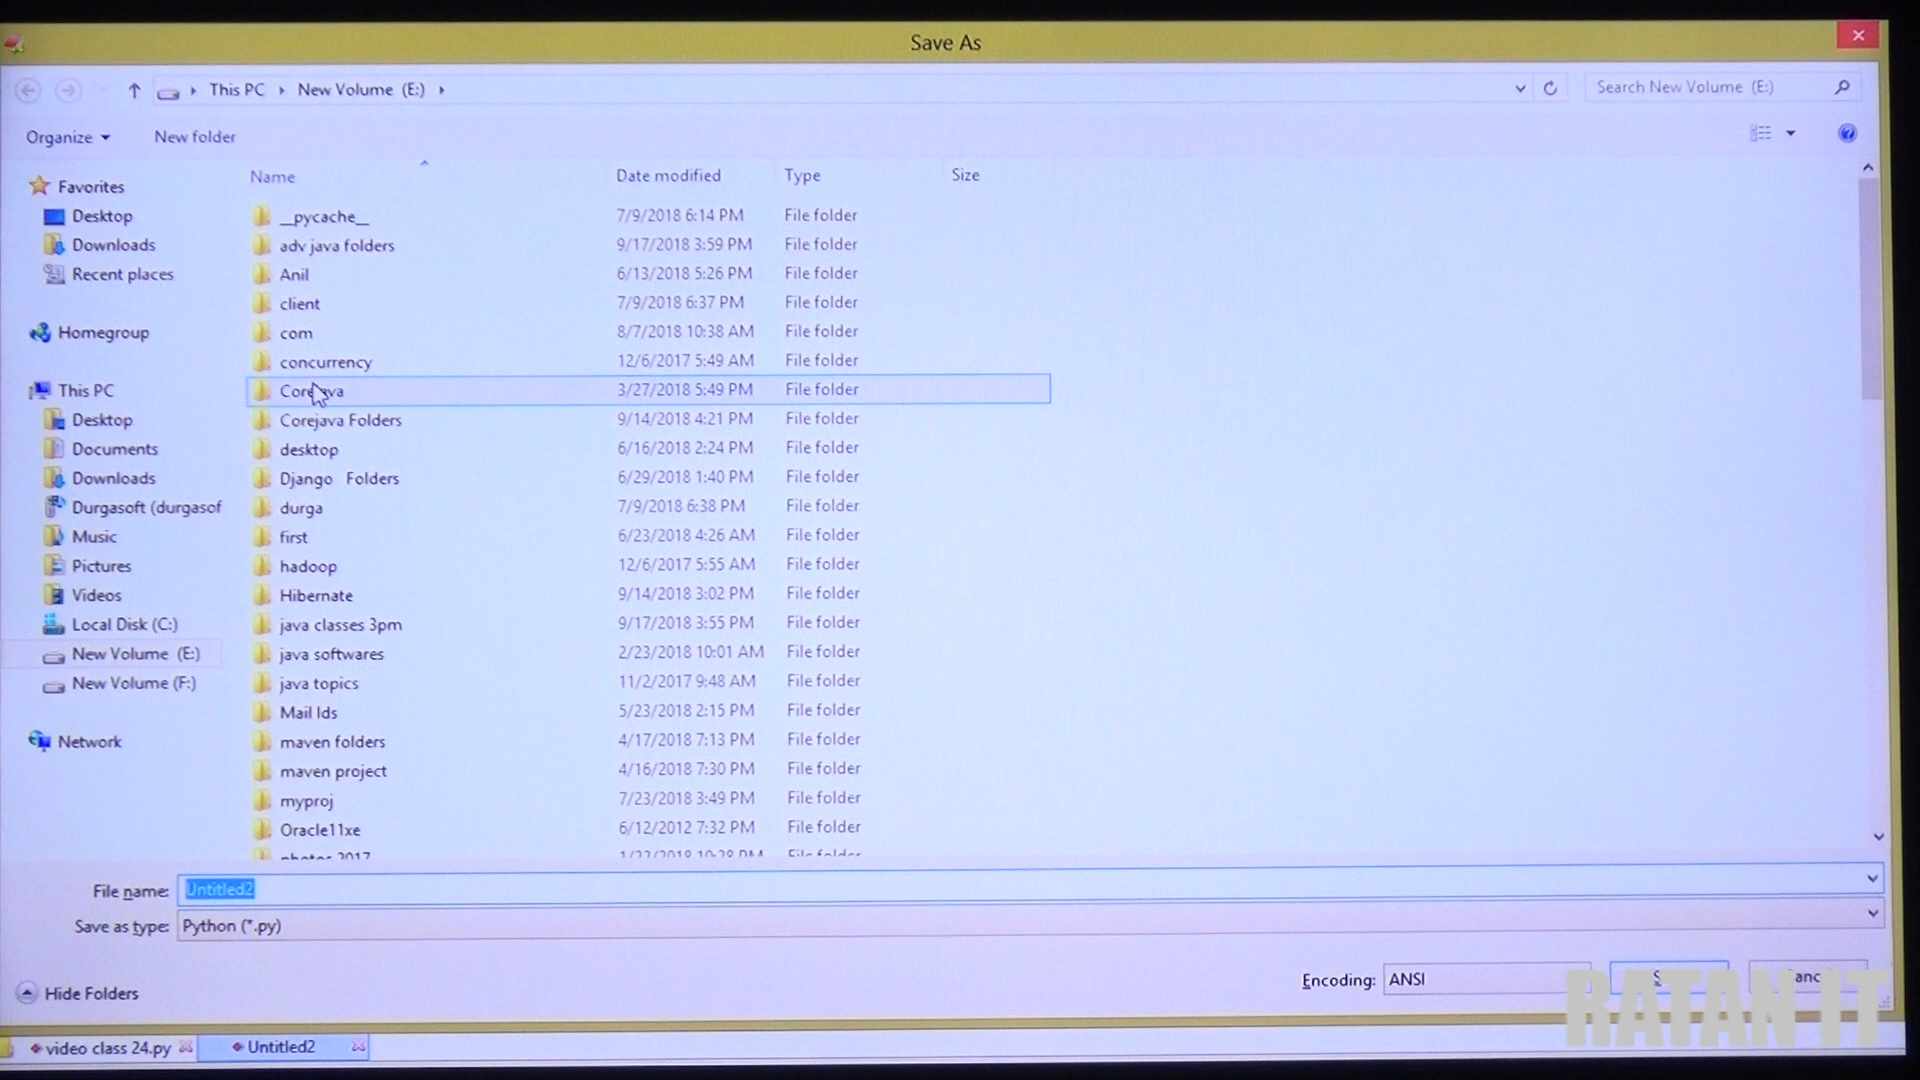 Save As
This PC New Volume (E:)
Search New Volume (E:)
Organize New folder
Name Date modified Type Size
Favorites
Desktop
Downloads
Recent places
Homegroup
This PC
Desktop
Documents
Downloads
Durgasoft (durgasof
Music
Pictures
Videos
Local Disk (C:)
New Volume (E:)
New Volume (F:)
Network
__pycache__ 7/9/2018 6:14 PM File folder
adv java folders 9/17/2018 3:59 PM File folder
Anil 6/13/2018 5:26 PM File folder
client 7/9/2018 6:37 PM File folder
com 8/7/2018 10:38 AM File folder
concurrency 12/6/2017 5:49 AM File folder
3/27/2018 5:49 PM File folder
Corejava Folders 9/14/2018 4:21 PM File folder
desktop 6/16/2018 2:24 PM File folder
Django Folders 6/29/2018 1:40 PM File folder
durga 7/9/2018 6:38 PM File folder
first 6/23/2018 4:26 AM File folder
hadoop 12/6/2017 5:55 AM File folder
Hibernate 9/14/2018 3:02 PM File folder
java classes 3pm 9/17/2018 3:55 PM File folder
java softwares 2/23/2018 10:01 AM File folder
java topics 11/2/2017 9:48 AM File folder
Mail Ids 5/23/2018 2:15 PM File folder
maven folders 4/17/2018 7:13 PM File folder
maven project 4/16/2018 7:30 PM File folder
myproj 7/23/2018 3:49 PM File folder
Oracle11xe 6/12/2012 7:32 PM File folder
File name: Untitled2
Save as type: Python (*.py)
Encoding: ANSI
Hide Folders
RATAN IT
video class 24.py Untitled2